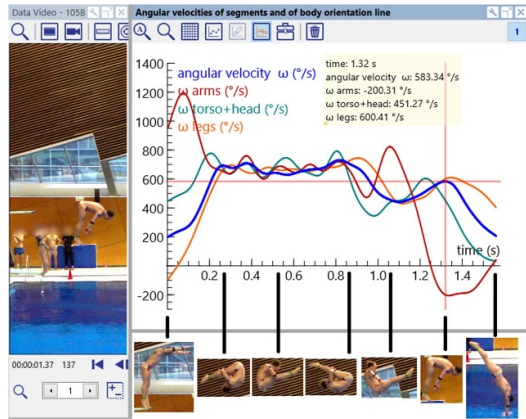 Data Video - 105B
Angular velocities of segments and of body orientation line
1
1400
1200
1000
800
600
400
200
-200
angular velocity ω (°/s)
ω arms (°/s)
ω torso+head (°/s)
ω legs (°/s)
time: 1.32 s
angular velocity ω: 583.34 °/s
ω arms: -200.31 °/s
ω torso+head: 451.27 °/s
ω legs: 600.41 °/s
time (s)
0.2 0.4 0.6 0.8 1.0 1.2 1.4
00:00:01.37 137
1